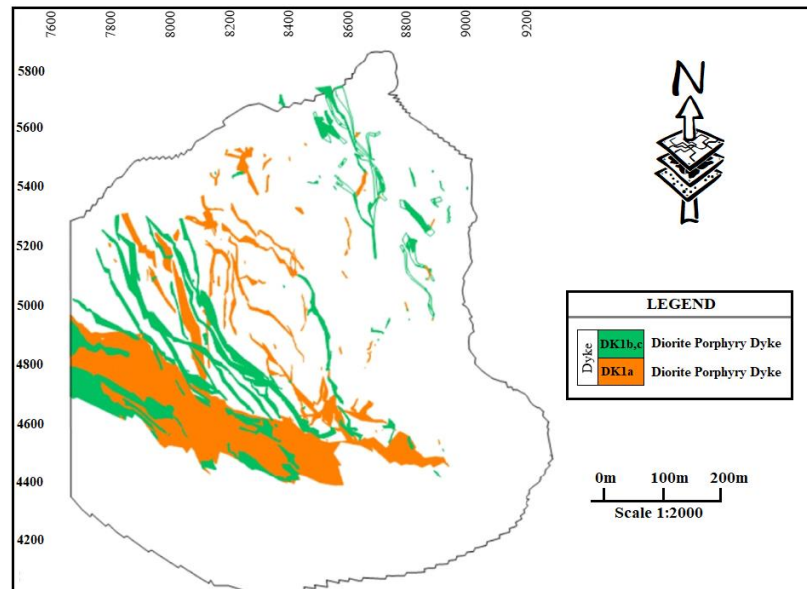 7600 7800 8000 8200 8400 8600 8800 9000 9200
5800
5600
5400
5200
5000
4800
4600
4400
4200
N
LEGEND
Dyke
DK1b,c Diorite Porphyry Dyke
DK1a Diorite Porphyry Dyke
0m 100m 200m
Scale 1:2000